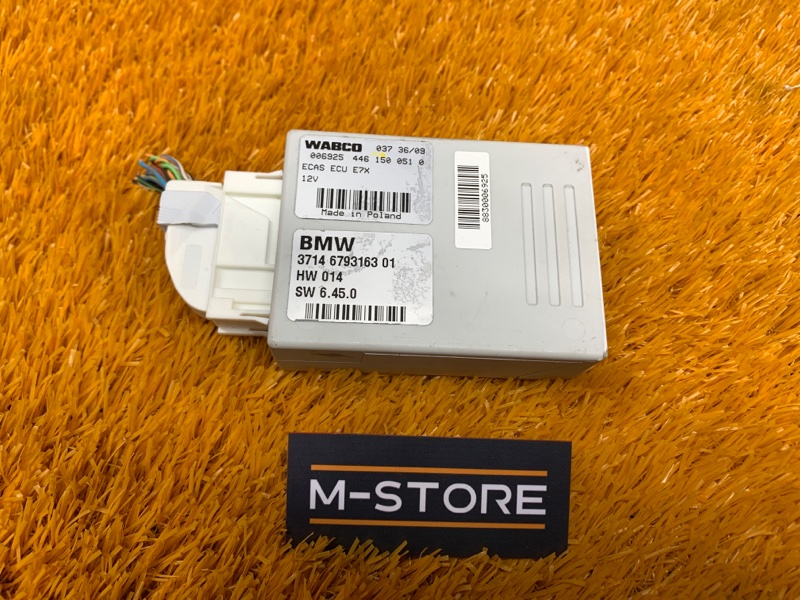 WABCO 037 36/09
006925 446 150 051 0
ECAS ECU E7X
12V
Made in Poland
BMW
3714 6793163 01
HW 014
SW 6.45.0
8830006925
M-STORE